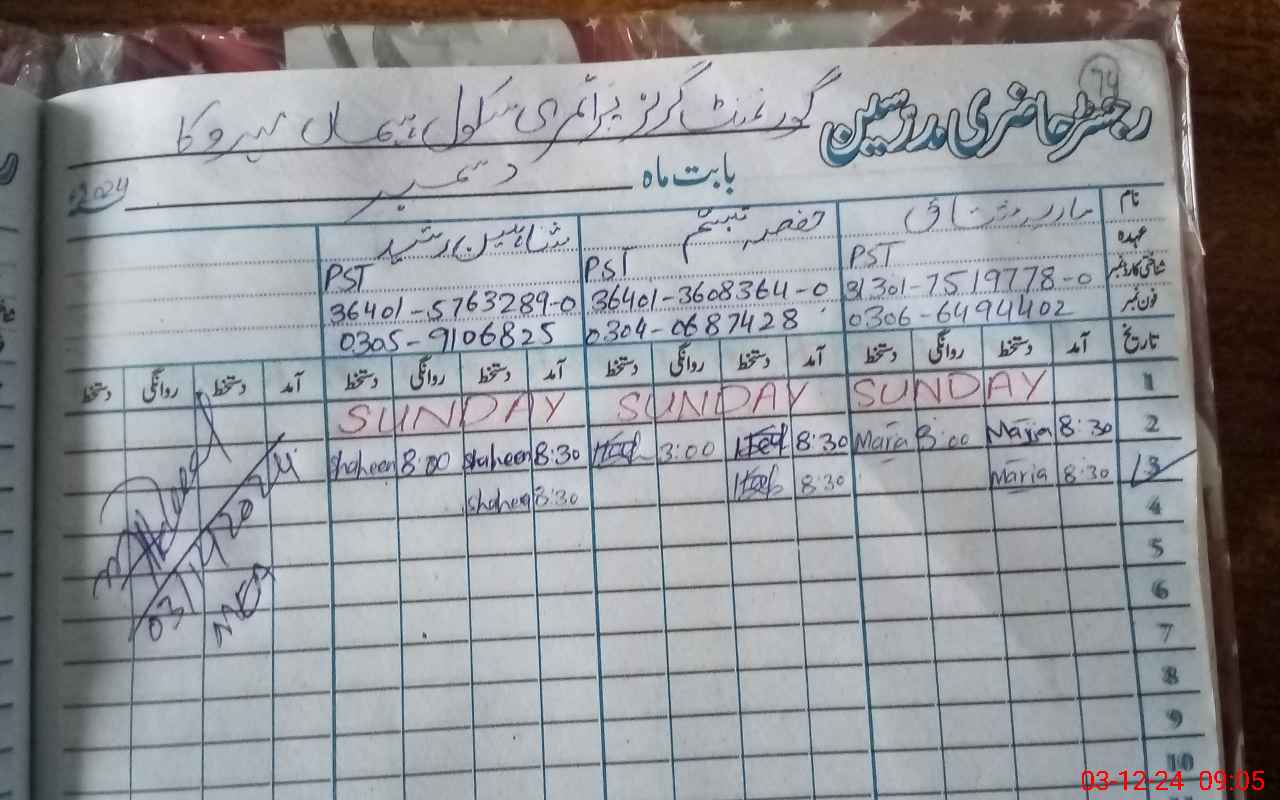 رجسٹر حاضری مدرسین گورنمنٹ گرلز پرائمری سکول
بابت ماہ دسمبر 2024
نام ماریہ مشتاق حفصہ تبسم شاہین رشید
عہدہ PST PST PST
شناختی کارڈ نمبر 31301-7519778-0 36401-3608364-0 36401-5763289-0
فون نمبر 0306-6494402 0304-0687428 0305-9106825
تاریخ آمد دستخط روانگی دستخط آمد دستخط روانگی دستخط آمد دستخط روانگی دستخط آمد دستخط روانگی دستخط
1 SUNDAY SUNDAY SUNDAY
2 8:30 Maria 3:00 Maria 8:30 3:00 8:30 Shaheen 8:00 Shaheen
3 8:30 Maria 8:30 8:30 Shaheen
4
5
6
7
8
9
10
MEA
03-12-24 09:05